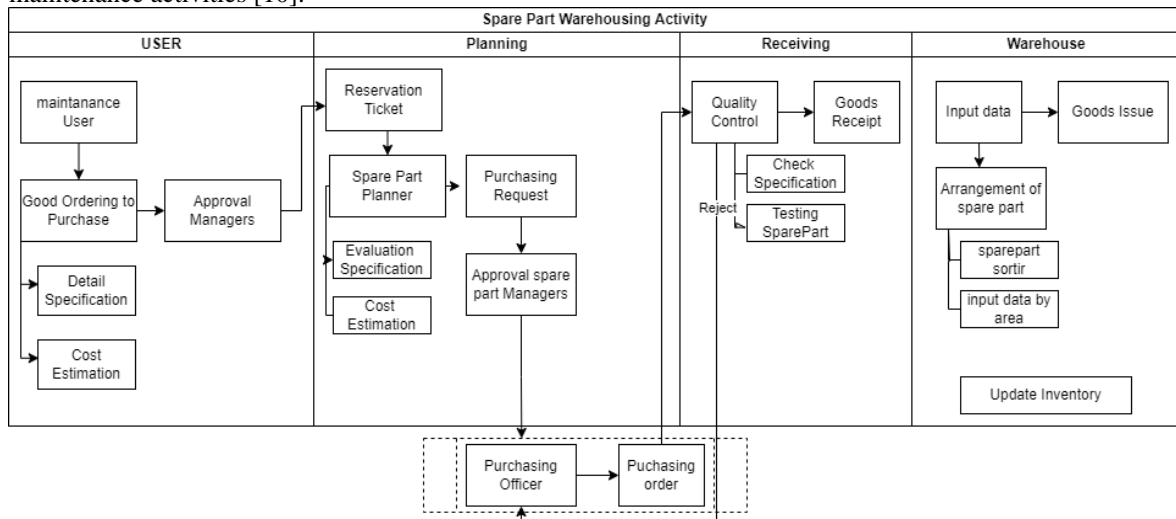 maintenance activities [10].
Spare Part Warehousing Activity
USER
Planning
Receiving
Warehouse
maintanance
User
Good Ordering to
Purchase
Approval
Managers
Detail
Specification
Cost
Estimation
Reservation
Ticket
Spare Part
Planner
Purchasing
Request
Evaluation
Specification
Cost
Estimation
Approval spare
part Managers
Quality
Control
Goods
Receipt
Check
Specification
Reject
Testing
SparePart
Input data
Goods Issue
Arrangement of
spare part
sparepart
sortir
input data by
area
Update Inventory
Purchasing
Officer
Puchasing
order